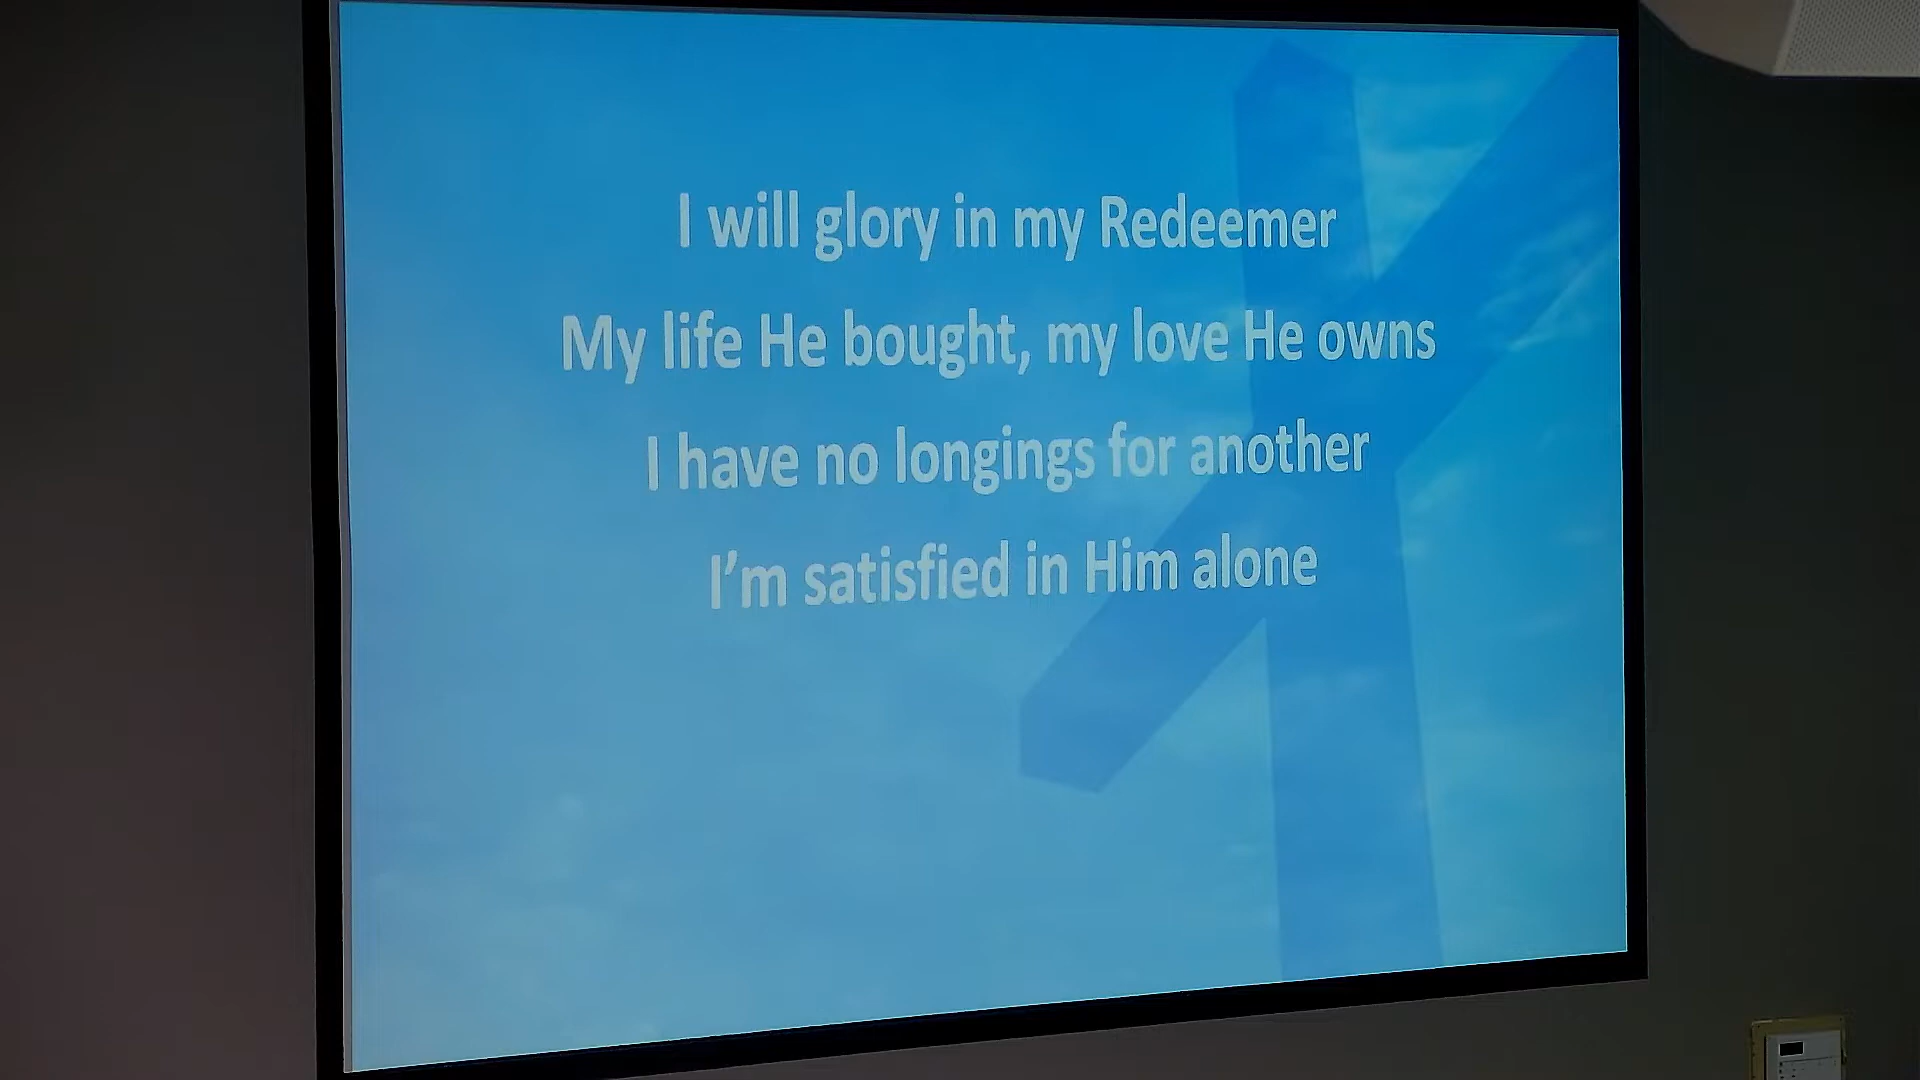 I will glory in my Redeemer
My life He bought, my love He owns
I have no longings for another
I’m satisfied in Him alone